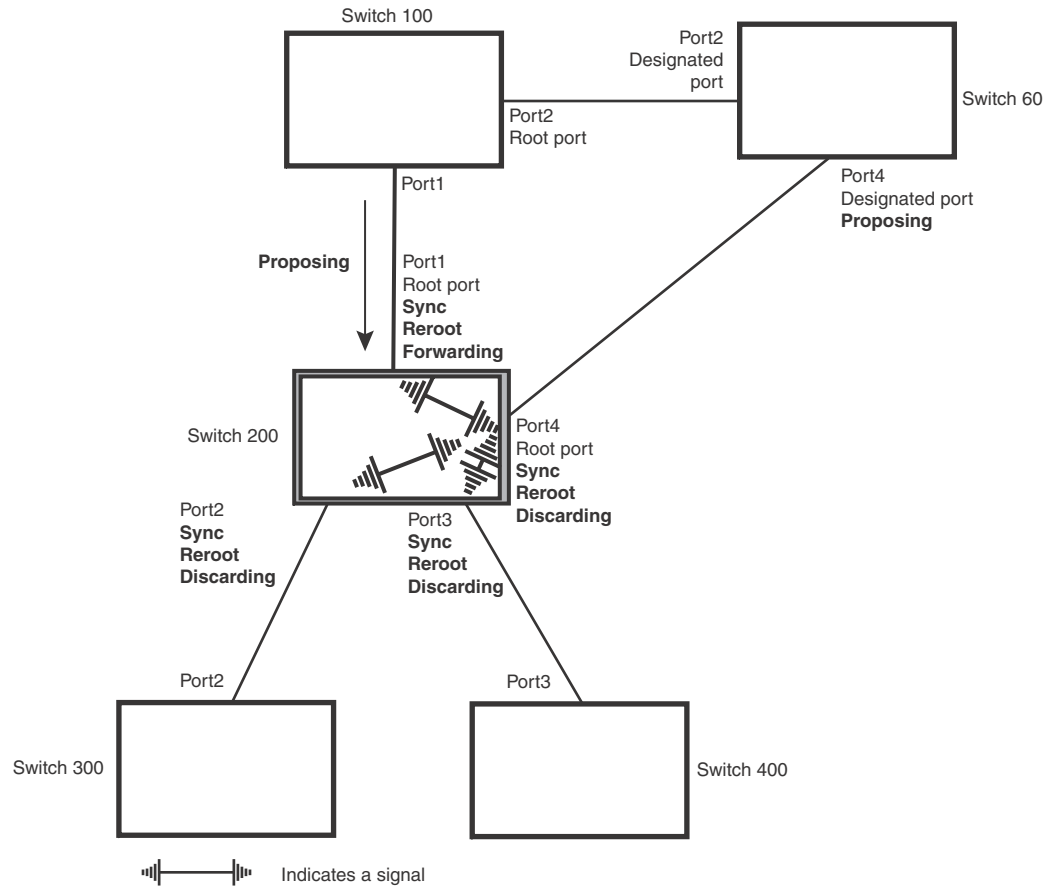 Switch 100
Port2
Designated
port
Switch 60
Port2
Root port
Port1
Port4
Designated port
Proposing
Proposing
Port1
Root port
Sync
Reroot
Forwarding
Switch 200
Port4
Root port
Sync
Reroot
Discarding
Port2
Sync
Reroot
Discarding
Port3
Sync
Reroot
Discarding
Port2
Port3
Switch 300
Switch 400
Indicates a signal